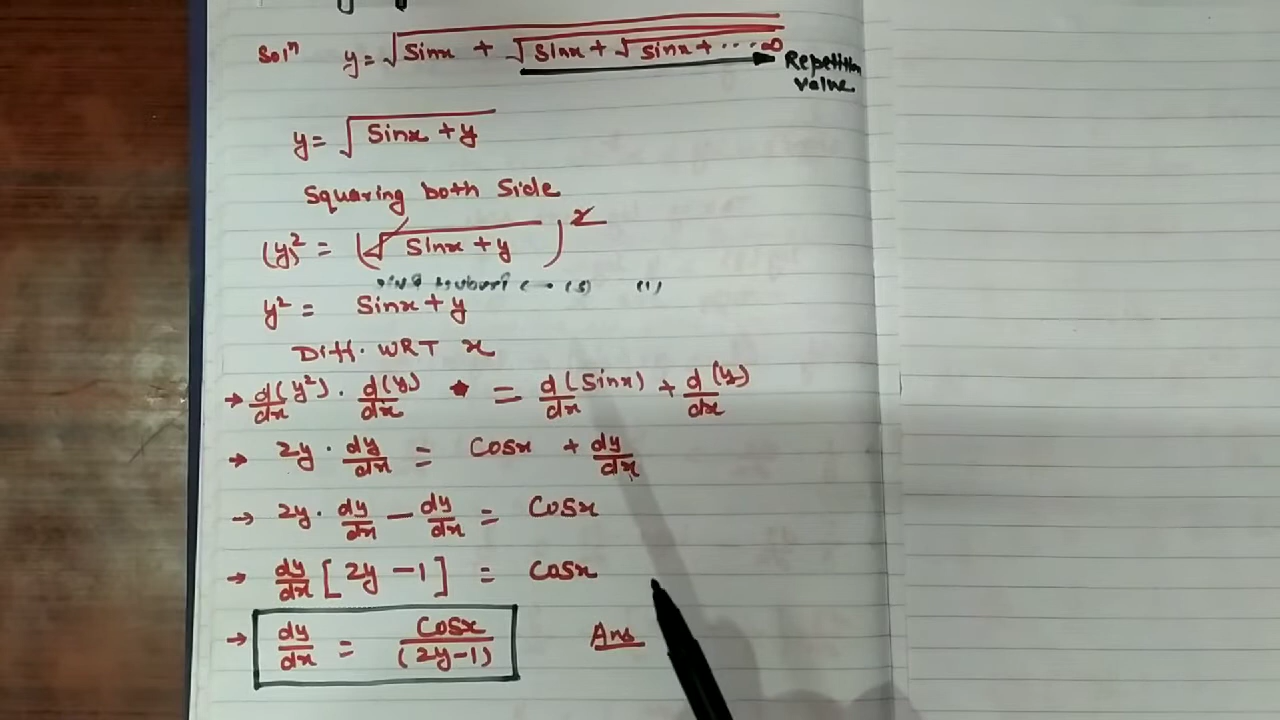 Solⁿ y = √(Sinx + √(Sinx + √(Sinx + ··· ∞
Repetition value
y = √(Sinx + y)
Squaring both Side
(y)² = (√(Sinx + y))²
y² = Sinx + y
Diff. WRT x
→ d(y²)/dx · d(y)/dx = d(Sinx)/dx + d(y)/dx
→ 2y · dy/dx = Cosx + dy/dx
→ 2y · dy/dx − dy/dx = Cosx
→ dy/dx [2y − 1] = Cosx
→ dy/dx = Cosx/(2y−1) Ans